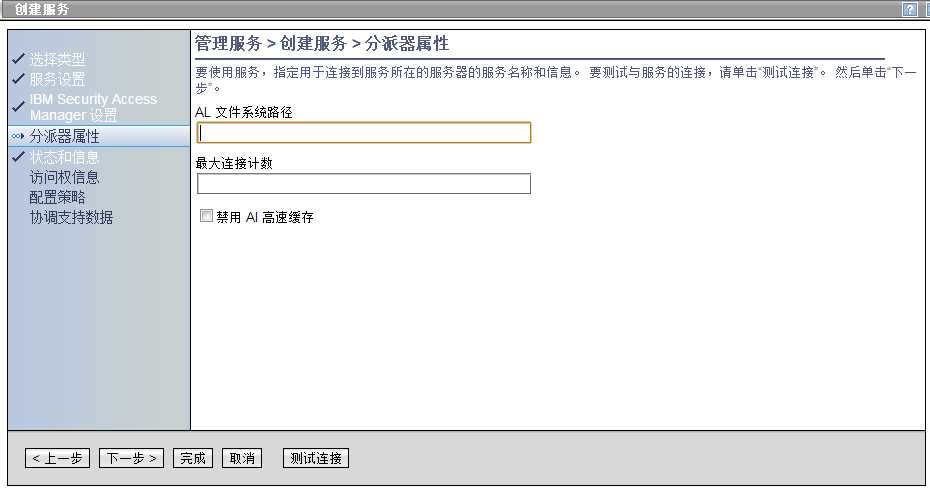 创建服务
?
选择类型
服务设置
IBM Security Access
Manager 设置
分派器属性
状态和信息
访问权信息
配置策略
协调支持数据
管理服务 > 创建服务 > 分派器属性
要使用服务，指定用于连接到服务所在的服务器的服务名称和信息。 要测试与服务的连接，请单击“测试连接”。 然后单击“下一
步”。
AL 文件系统路径
最大连接计数
禁用 Al 高速缓存
< 上一步 下一步 > 完成 取消 测试连接